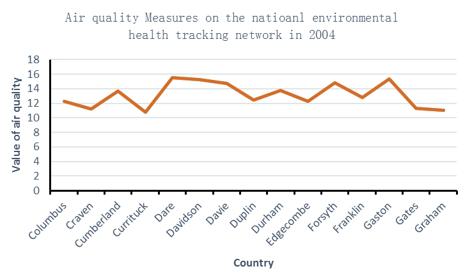 Air quality Measures on the natioanl environmental
health tracking network in 2004
Value of air quality
18
16
14
12
10
8
6
4
2
0
Columbus
Craven
Cumberland
Currituck
Dare
Davidson
Davie
Duplin
Durham
Edgecombe
Forsyth
Franklin
Gaston
Gates
Graham
Country